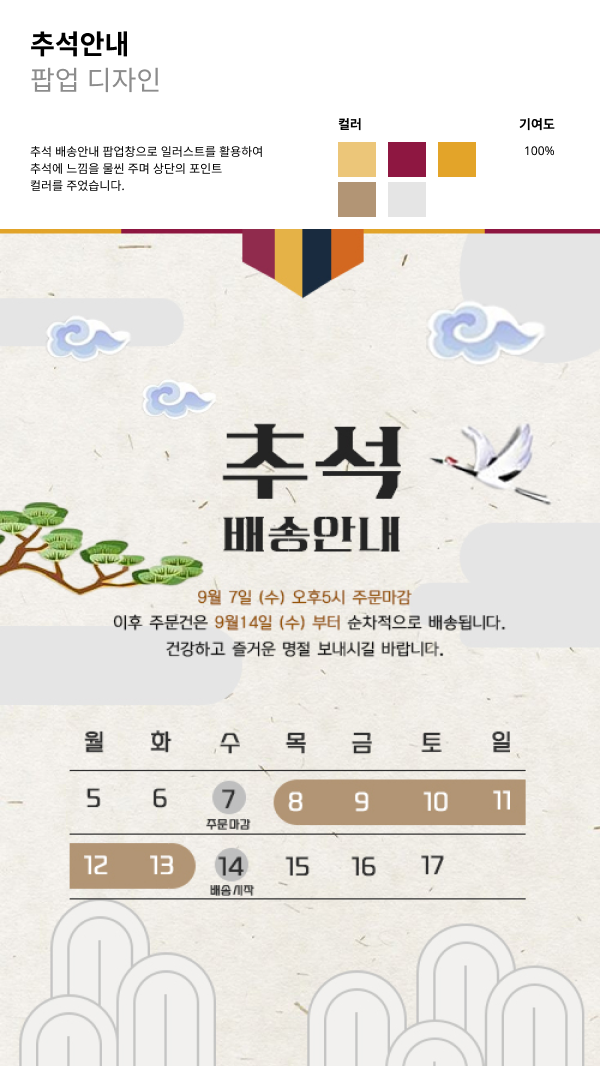 추석안내
팝업 디자인
컬러
기여도
추석 배송안내 팝업창으로 일러스트를 활용하여
추석에 느낌을 물씬 주며 상단의 포인트
컬러를 주었습니다.
100%
추석
배송안내
9월 7일 (수) 오후5시 주문마감
이후 주문건은 9월14일 (수) 부터 순차적으로 배송됩니다.
건강하고 즐거운 명절 보내시길 바랍니다.
월 화 수 목 금 토 일
5 6 7 8 9 10 11
주문마감
12 13 14 15 16 17
배송시작